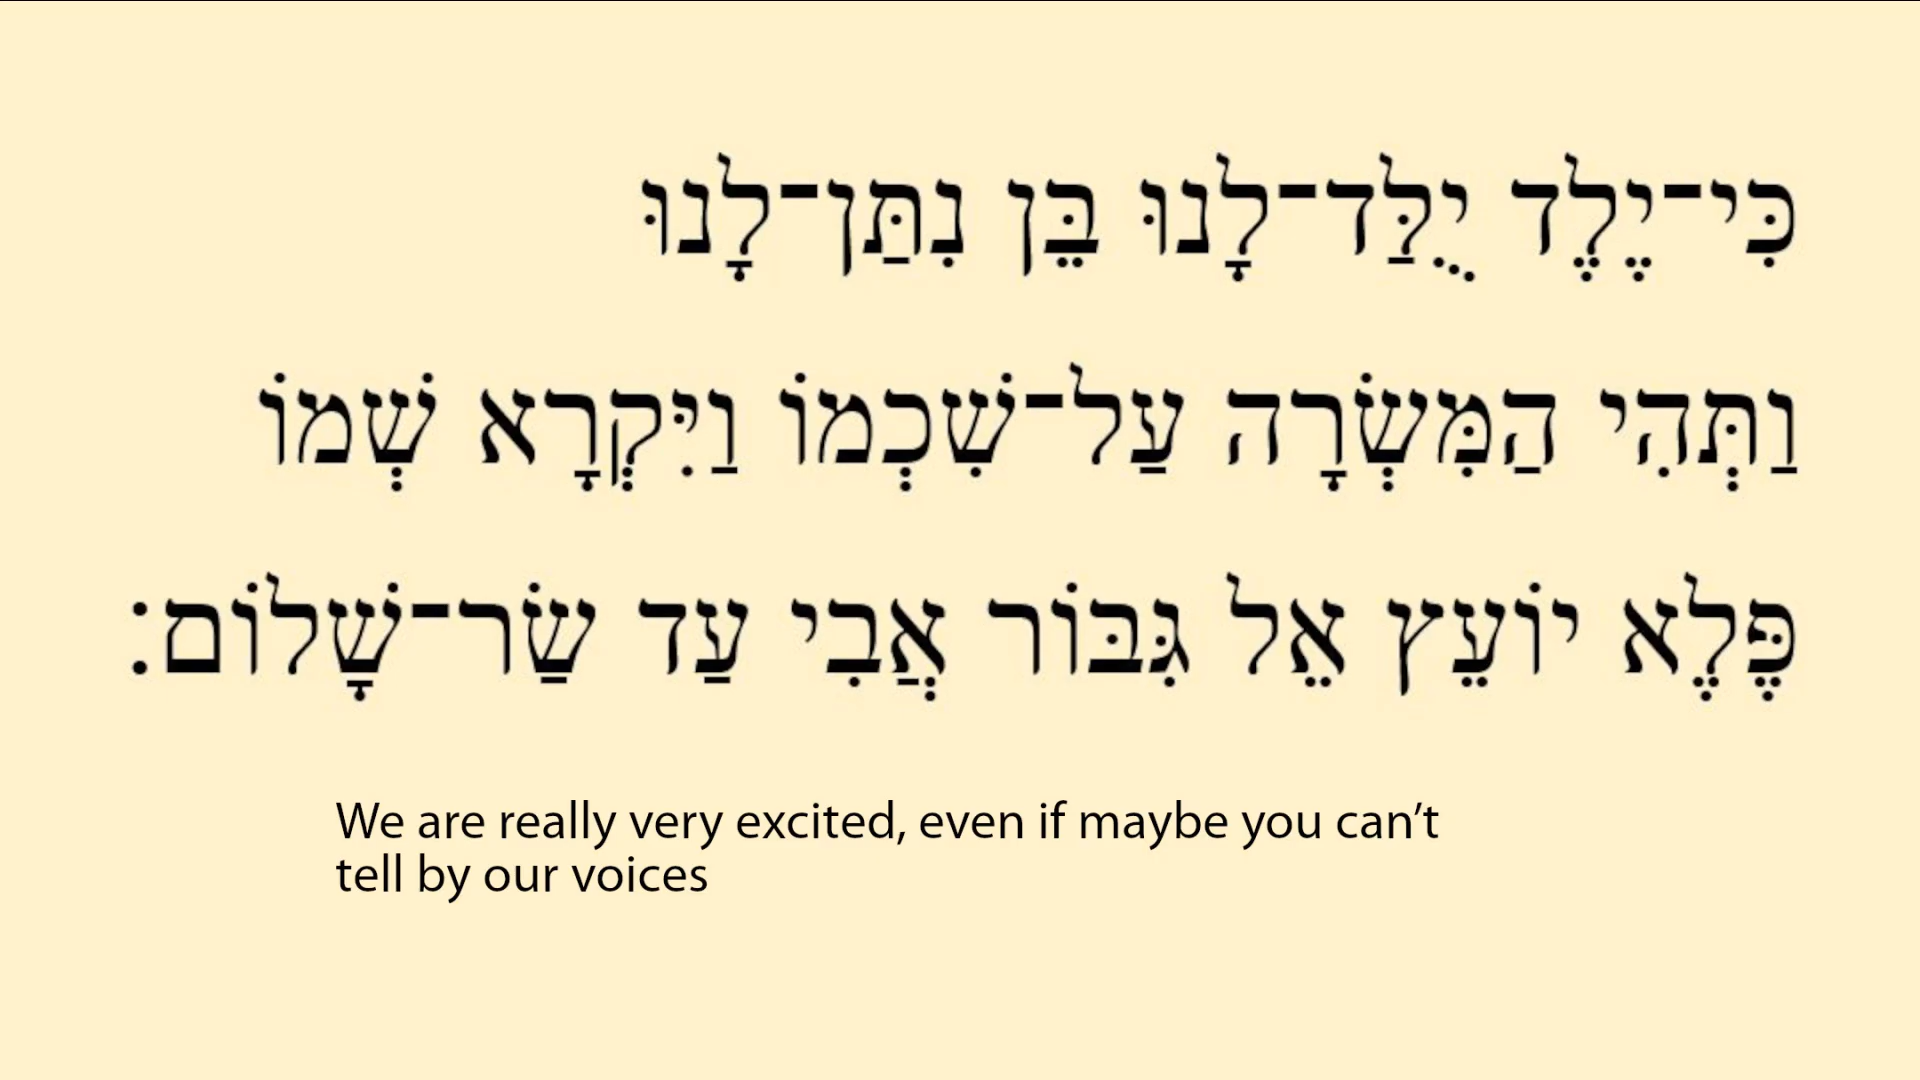 כִּי־יֶלֶד יֻלַּד־לָנוּ בֵּן נִתַּן־לָנוּ
וַתְּהִי הַמִּשְׂרָה עַל־שִׁכְמוֹ וַיִּקְרָא שְׁמוֹ
פֶּלֶא יוֹעֵץ אֵל גִּבּוֹר אֲבִי עַד שַׂר־שָׁלוֹם׃
We are really very excited, even if maybe you can’t
tell by our voices